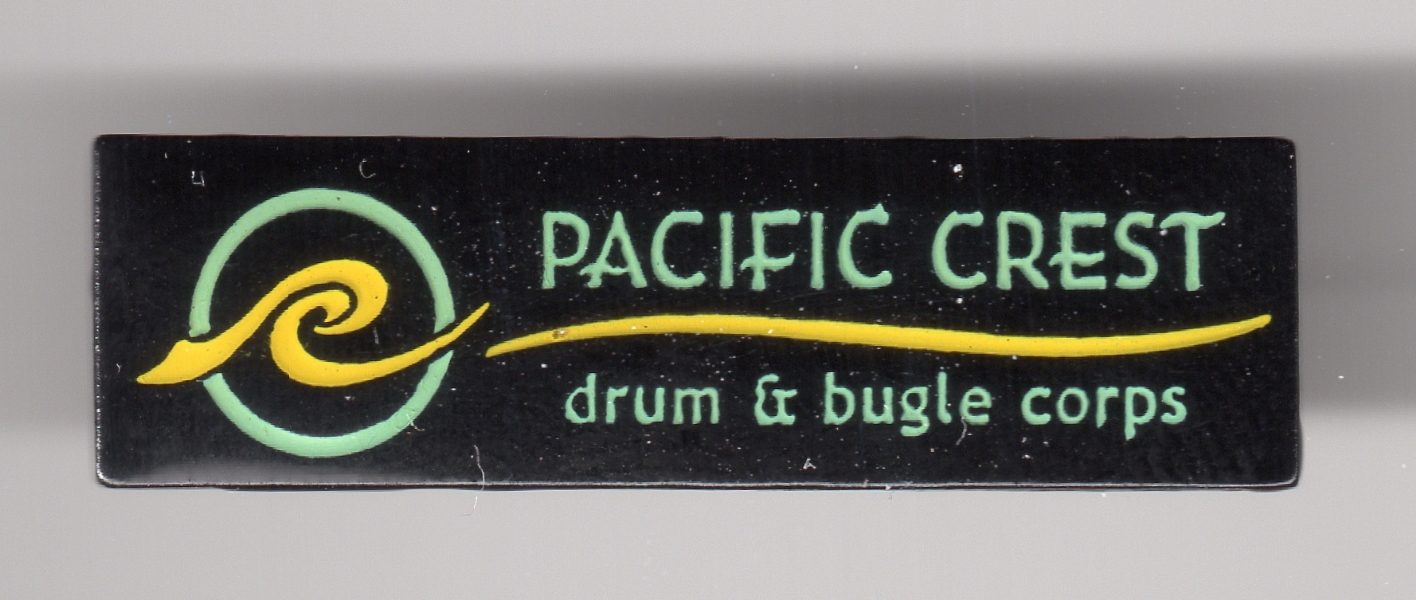 PACIFIC CREST
drum & bugle corps